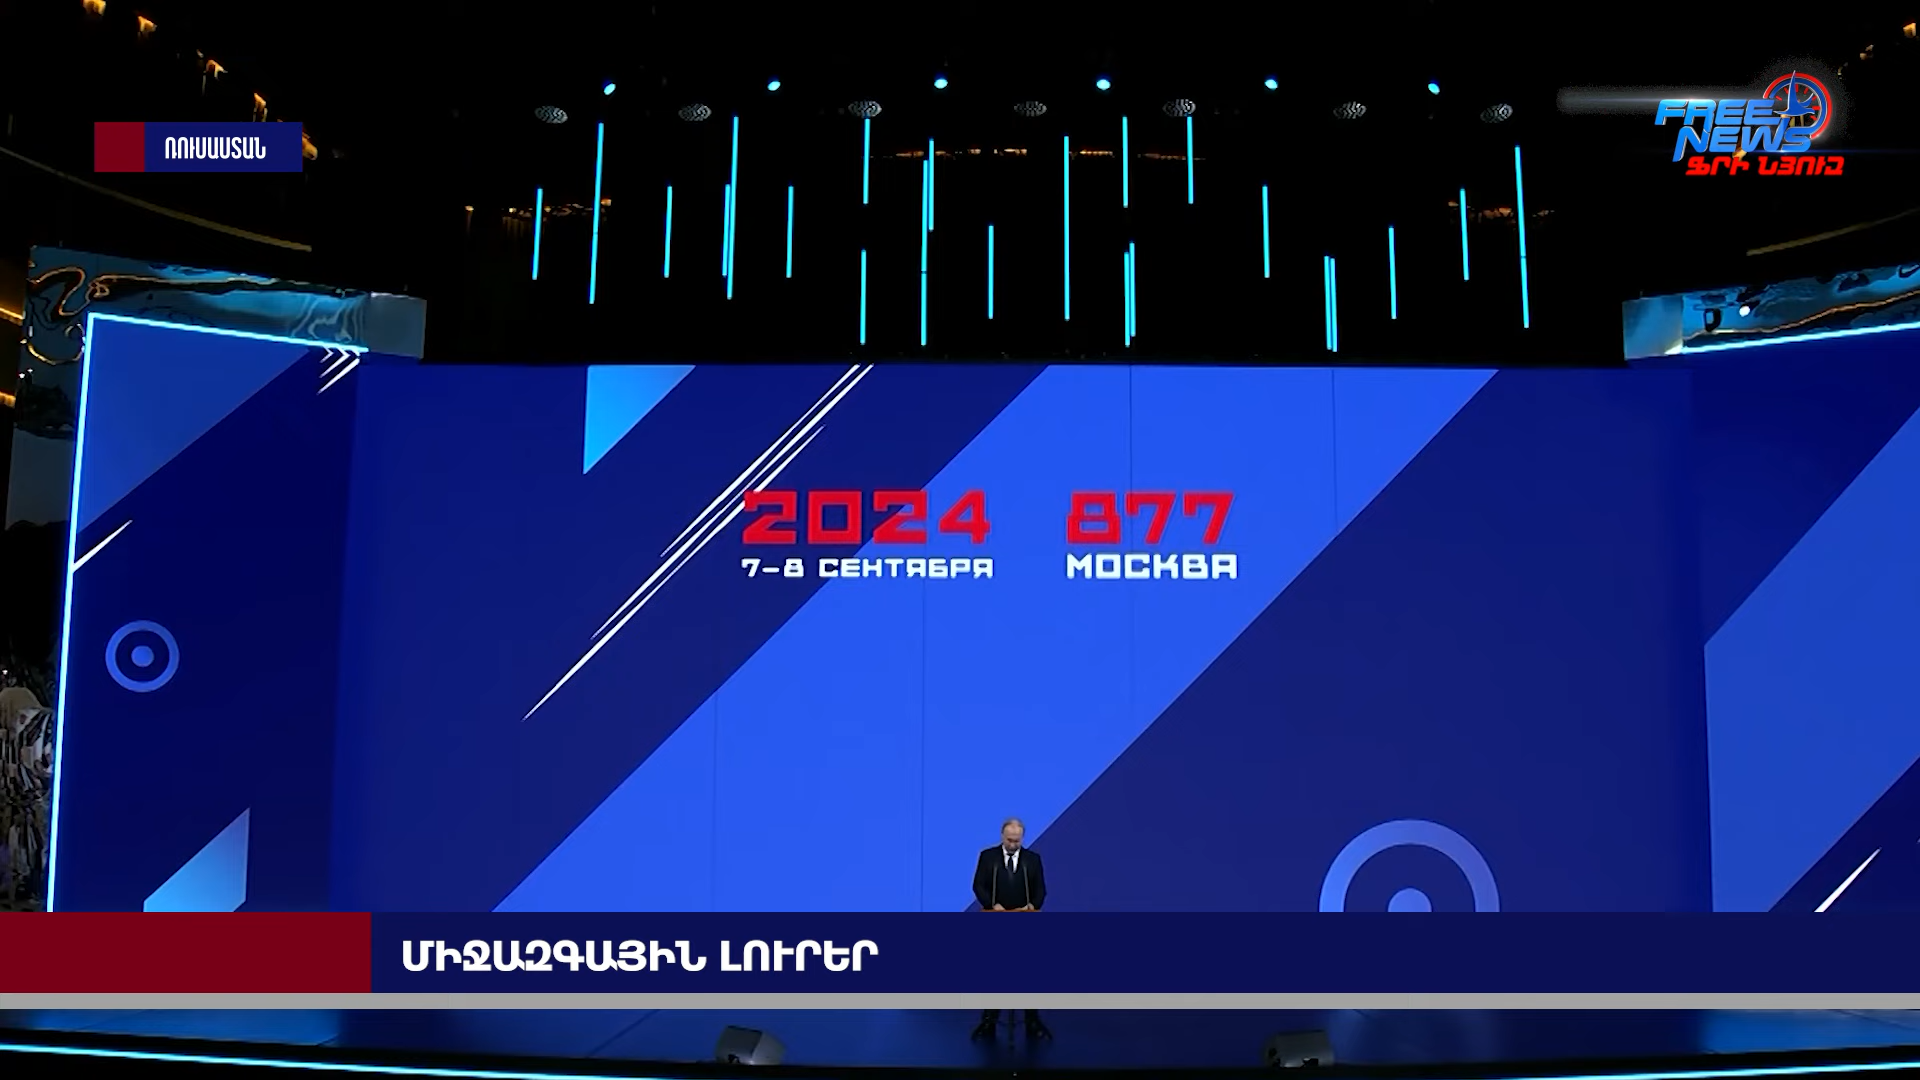 ՌՈՒՍԱՍՏԱՆ
FREE
NEWS
ՖՐԻ ՆՅՈՒԶ
2024 877
7-8 СЕНТЯБРЯ МОСКВА
ՄԻՋԱԶԳԱՅԻՆ ԼՈՒՐԵՐ